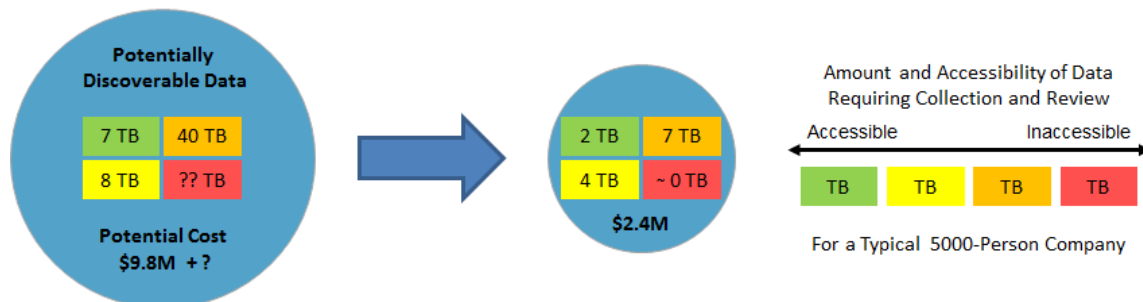 Potentially
Discoverable Data
7 TB
40 TB
8 TB
?? TB
Potential Cost
$9.8M + ?
2 TB
7 TB
4 TB
~ 0 TB
$2.4M
Amount and Accessibility of Data
Requiring Collection and Review
Accessible
Inaccessible
TB
TB
TB
TB
For a Typical 5000-Person Company